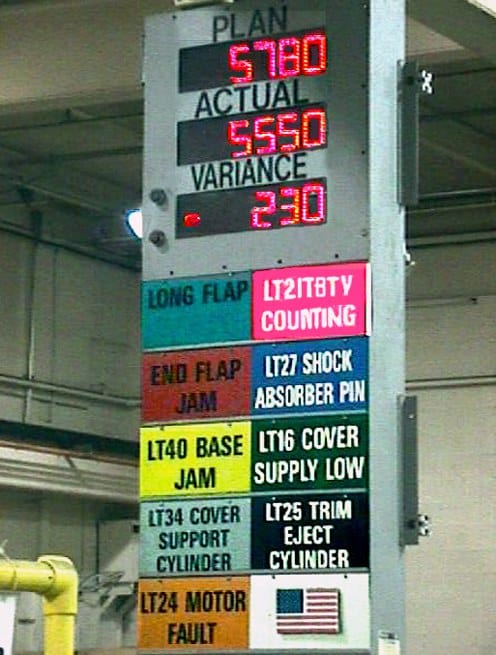 PLAN
5780
ACTUAL
5550
VARIANCE
230
LONG FLAP
LT21TBTV
COUNTING
END FLAP
JAM
LT27 SHOCK
ABSORBER PIN
LT40 BASE
JAM
LT16 COVER
SUPPLY LOW
LT34 COVER
SUPPORT
CYLINDER
LT25 TRIM
EJECT
CYLINDER
LT24 MOTOR
FAULT